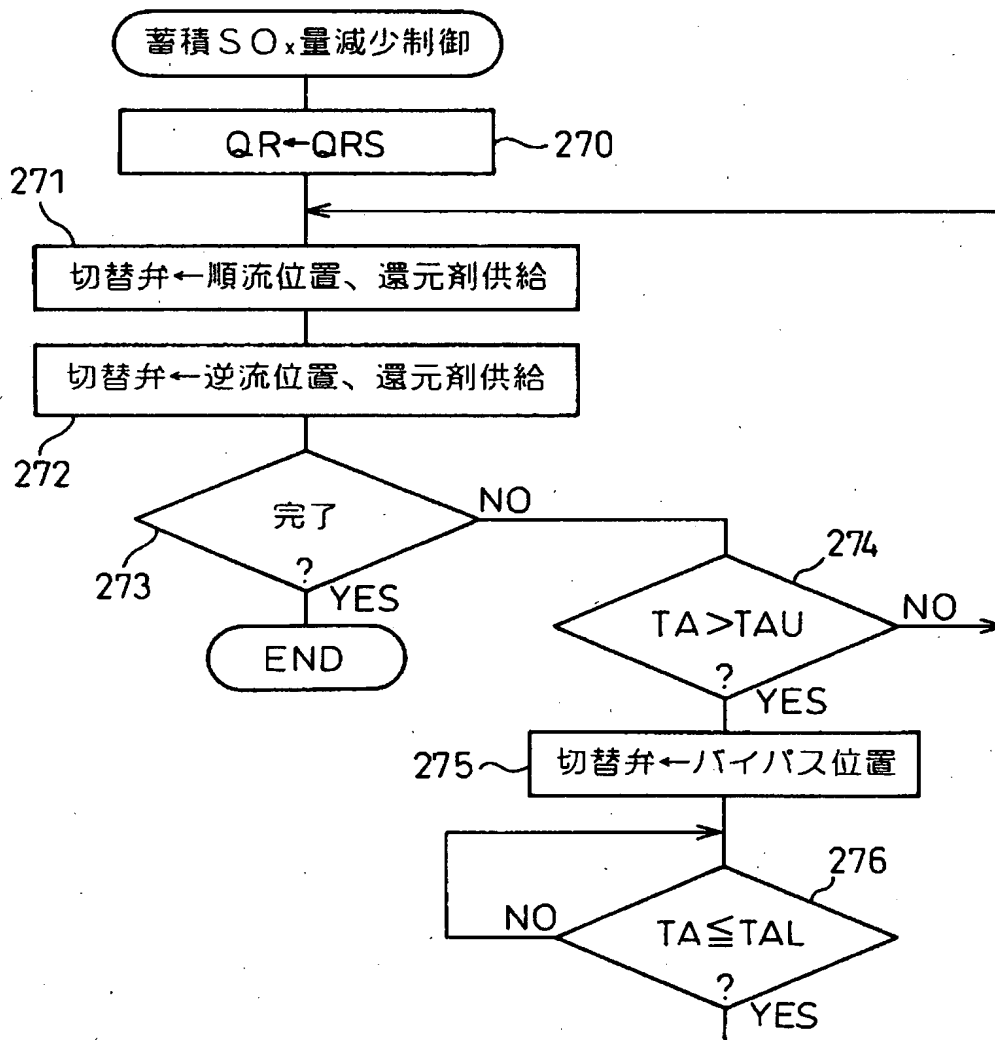 蓄積SOx量減少制御
QR←QRS
270
271
切替弁←順流位置、還元剤供給
切替弁←逆流位置、還元剤供給
272
完了
?
NO
273
YES
END
274
TA>TAU
?
NO
YES
275
切替弁←バイパス位置
276
TA≦TAL
?
NO
YES